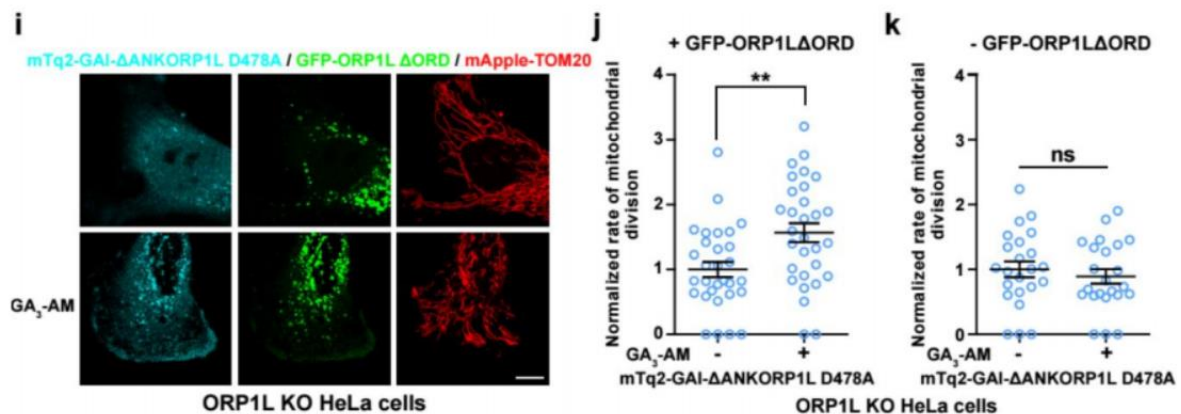 i
mTq2-GAI-ΔANKORP1L D478A / GFP-ORP1L ΔORD / mApple-TOM20
GA₃-AM
ORP1L KO HeLa cells
j
+ GFP-ORP1LΔORD
Normalized rate of mitochondrial
division
4
3
2
1
0
**
GA₃-AM - +
mTq2-GAI-ΔANKORP1L D478A
k
- GFP-ORP1LΔORD
Normalized rate of mitochondrial
division
4
3
2
1
0
ns
GA₃-AM - +
mTq2-GAI-ΔANKORP1L D478A
ORP1L KO HeLa cells